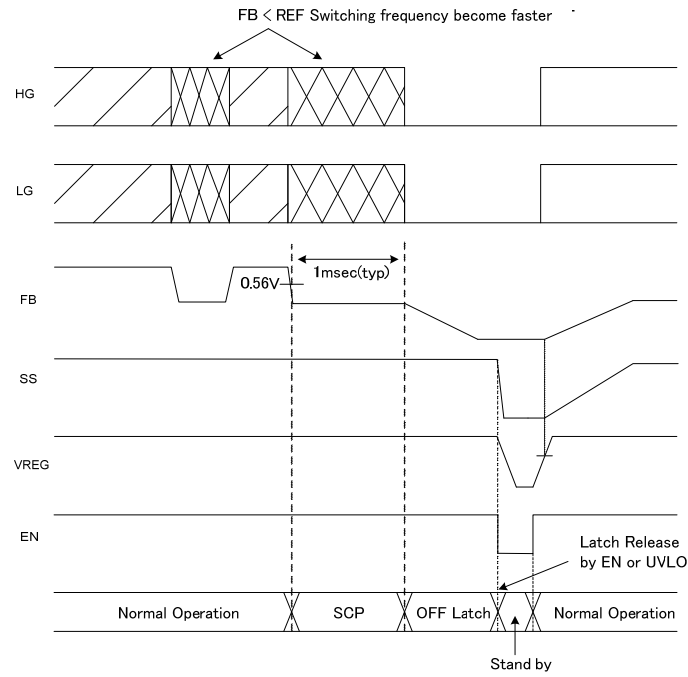 FB < REF Switching frequency become faster
HG
LG
FB
0.56V
1msec(typ)
SS
VREG
EN
Latch Release
by EN or UVLO
Normal Operation
SCP
OFF Latch
Normal Operation
Stand by